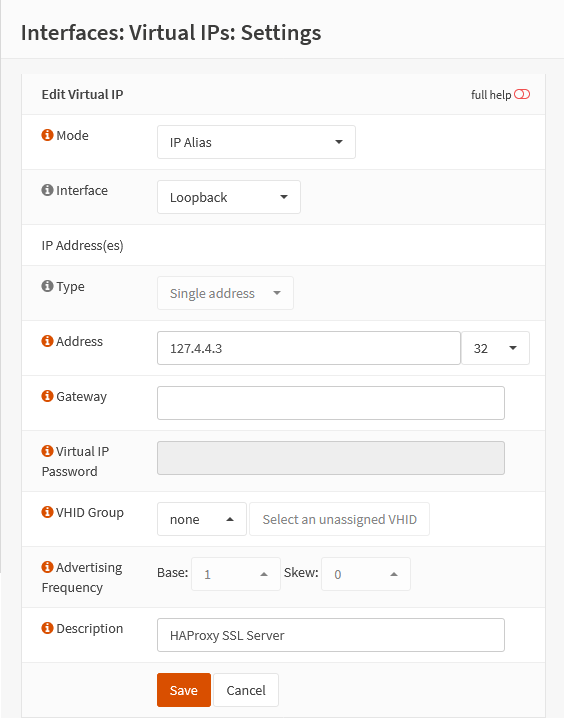 Interfaces: Virtual IPs: Settings
Edit Virtual IP full help
Mode IP Alias
Interface Loopback
IP Address(es)
Type Single address
Address 127.4.4.3 32
Gateway
Virtual IP
Password
VHID Group none Select an unassigned VHID
Advertising
Frequency Base: 1 Skew: 0
Description HAProxy SSL Server
Save Cancel